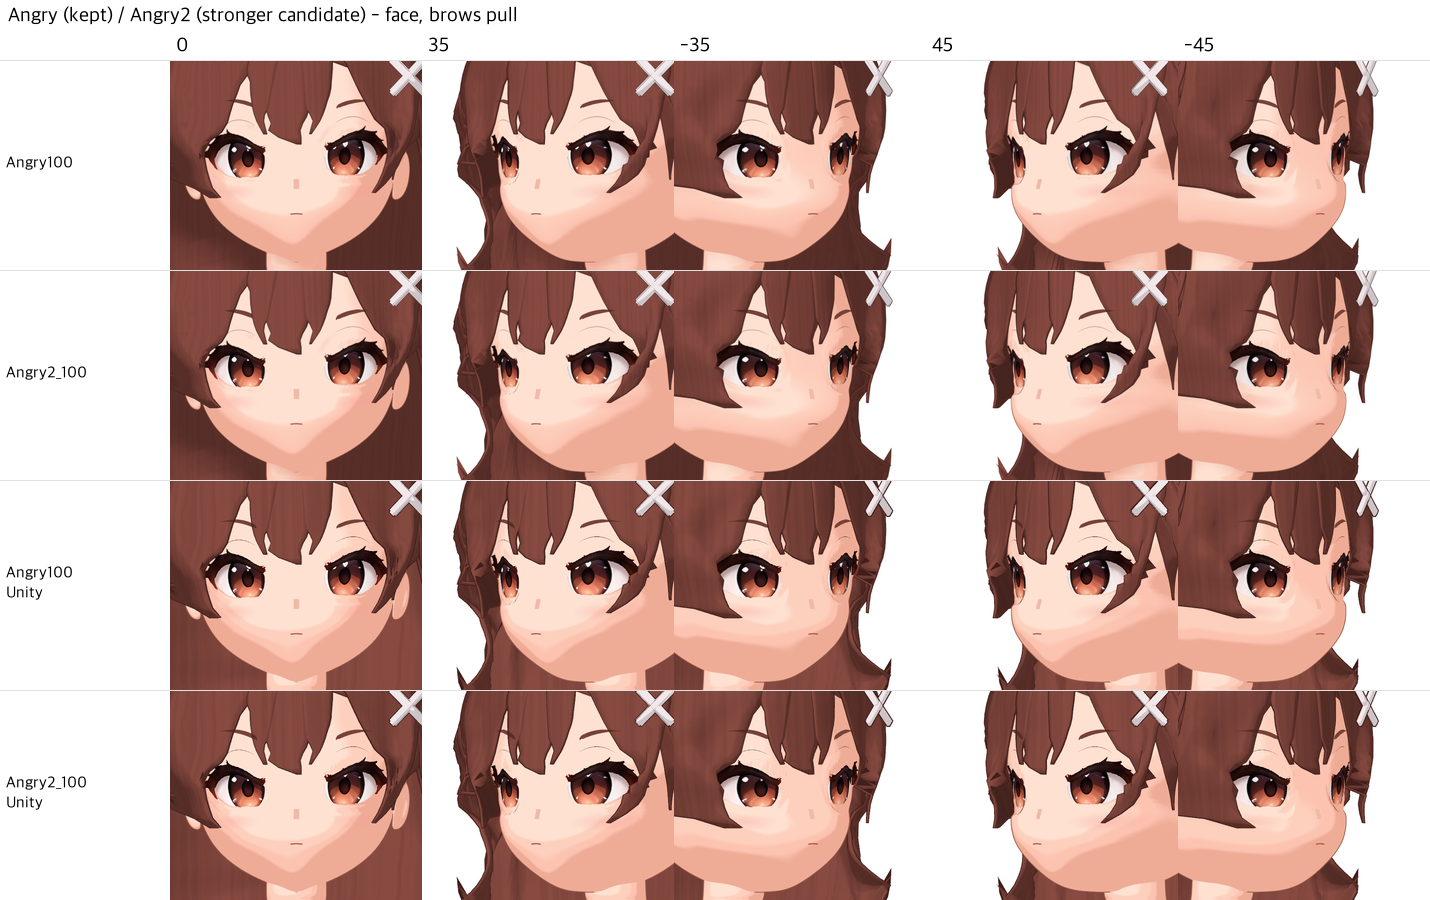 Angry (kept) / Angry2 (stronger candidate) – face, brows pull
0 35 -35 45 -45
Angry100
Angry2_100
Angry100
Unity
Angry2_100
Unity